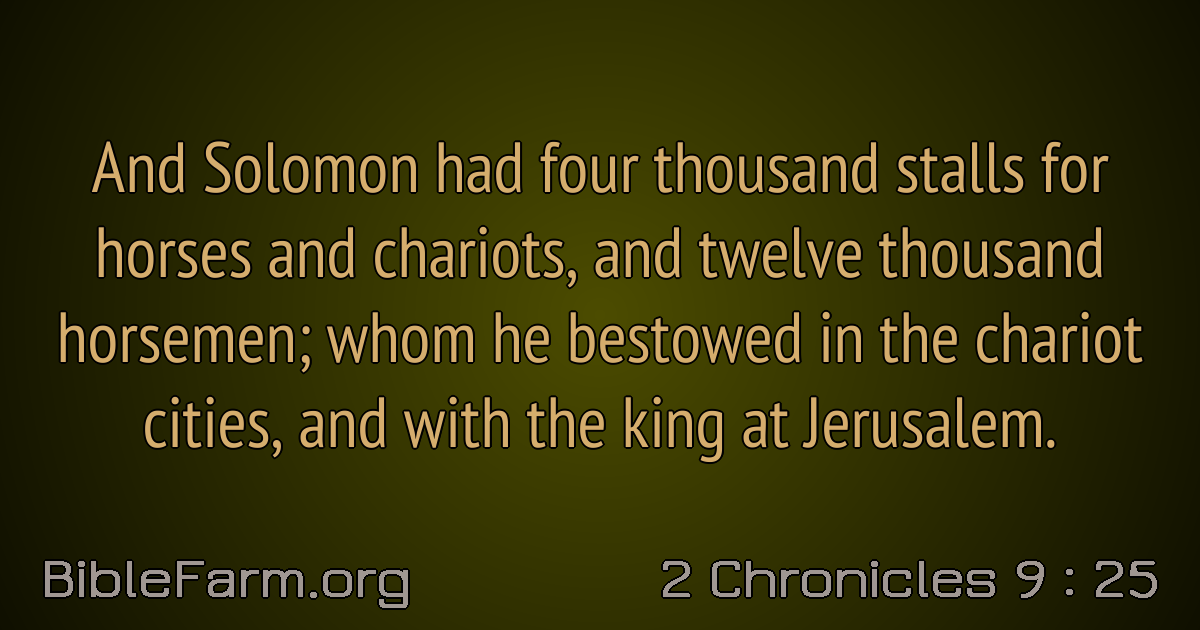 And Solomon had four thousand stalls for
horses and chariots, and twelve thousand
horsemen; whom he bestowed in the chariot
cities, and with the king at Jerusalem.
BibleFarm.org
2 Chronicles 9 : 25